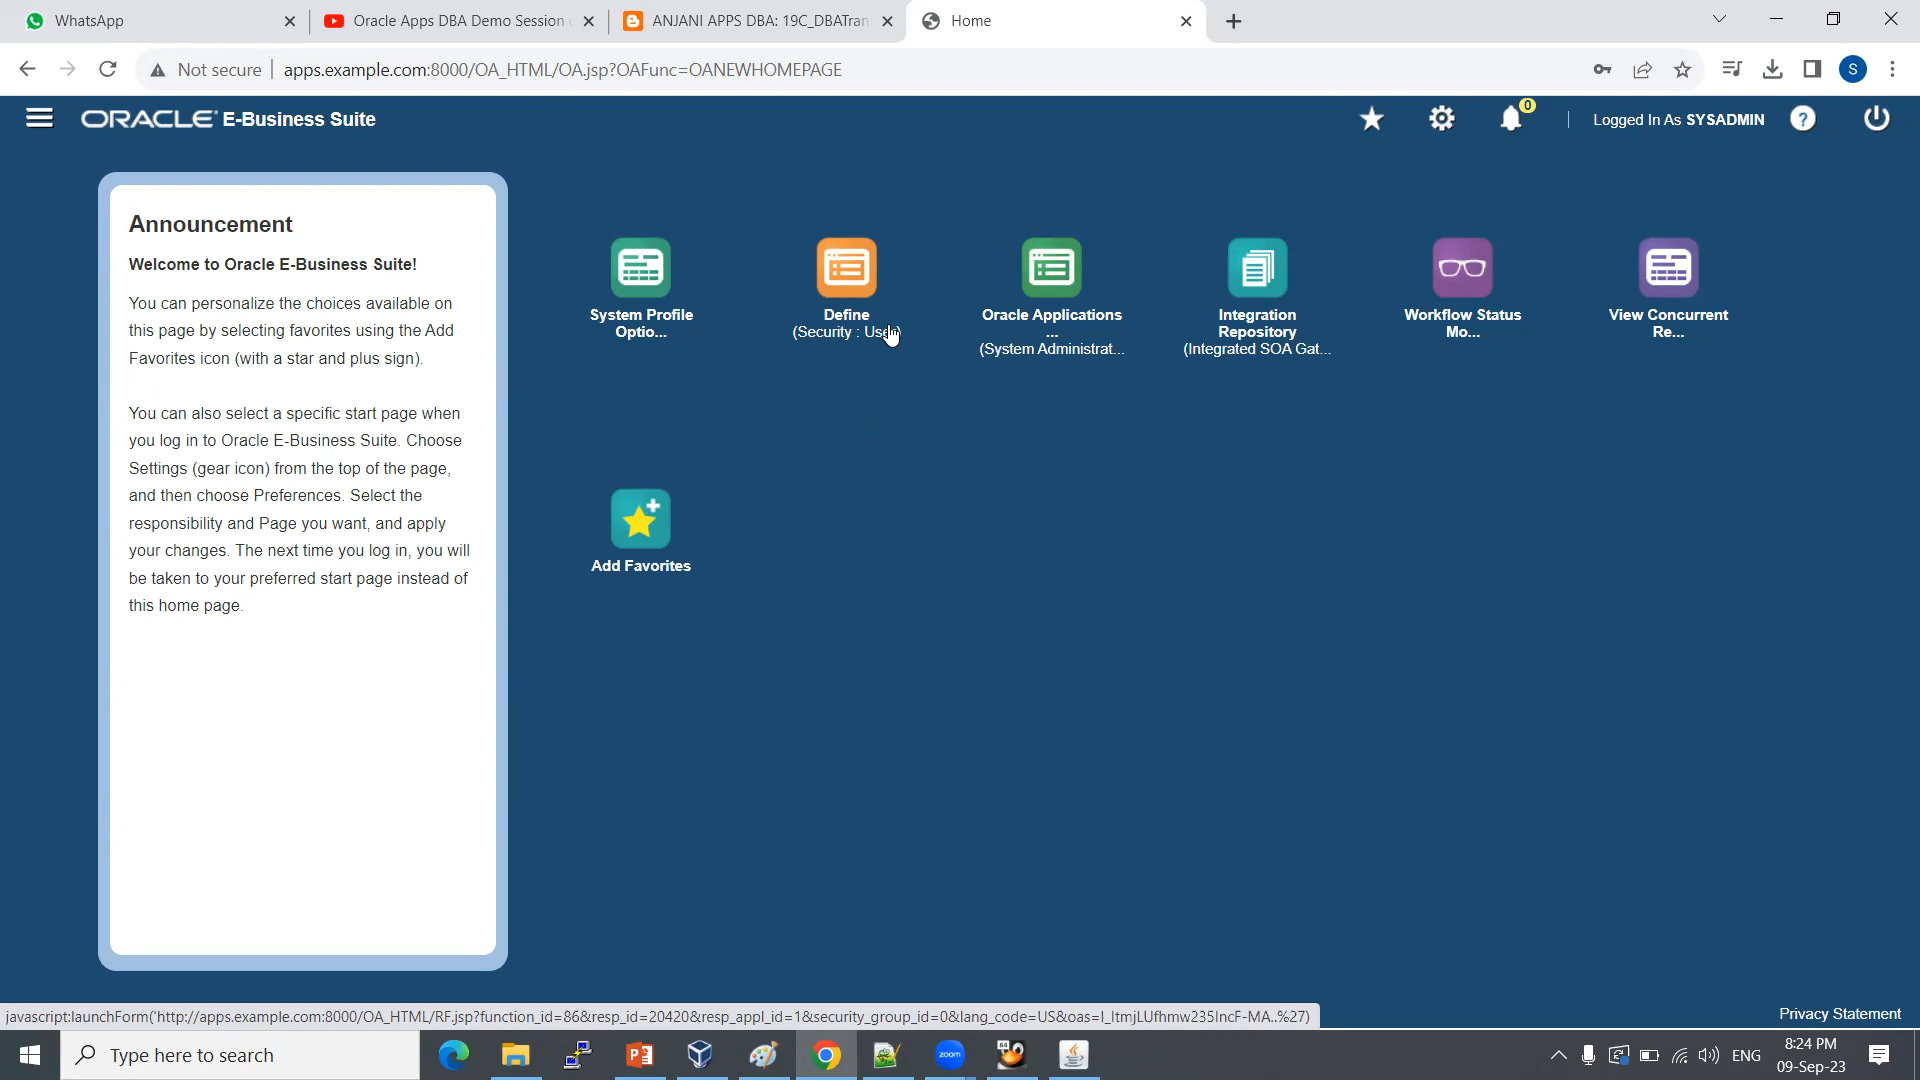 WhatsApp
Oracle Apps DBA Demo Session
ANJANI APPS DBA: 19C_DBATran
Home
Not secure
apps.example.com:8000/OA_HTML/OA.jsp?OAFunc=OANEWHOMEPAGE
S
ORACLE E-Business Suite
0
Logged In As SYSADMIN
?
Announcement
Welcome to Oracle E-Business Suite!
You can personalize the choices available on
this page by selecting favorites using the Add
Favorites icon (with a star and plus sign).
You can also select a specific start page when
you log in to Oracle E-Business Suite. Choose
Settings (gear icon) from the top of the page,
and then choose Preferences. Select the
responsibility and Page you want, and apply
your changes. The next time you log in, you will
be taken to your preferred start page instead of
this home page.
System Profile
Optio...
Define
(Security : User)
Oracle Applications
...
(System Administrat...
Integration
Repository
(Integrated SOA Gat...
Workflow Status
Mo...
View Concurrent
Re...
Add Favorites
javascript:launchForm('http://apps.example.com:8000/OA_HTML/RF.jsp?function_id=86&resp_id=20420&resp_appl_id=1&security_group_id=0&lang_code=US&oas=I_ItmjLUfhmw235IncF-MA..%27)
Privacy Statement
Type here to search
zoom
64
ENG
8:24 PM
09-Sep-23